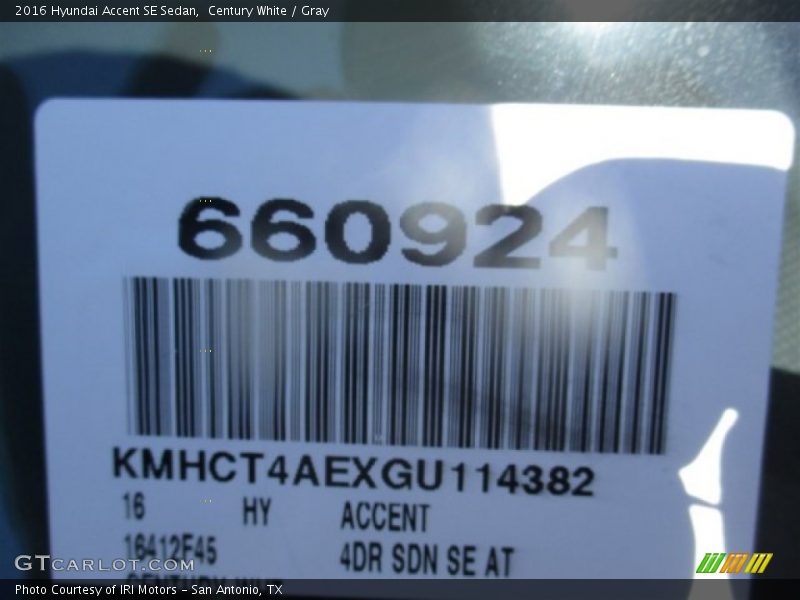 2016 Hyundai Accent SE Sedan,  Century White / Gray
660924
KMHCT4AEXGU114382
16 HY ACCENT
16412F45 4DR SDN SE AT
GTCARLOT.COM
Photo Courtesy of IRI Motors - San Antonio, TX